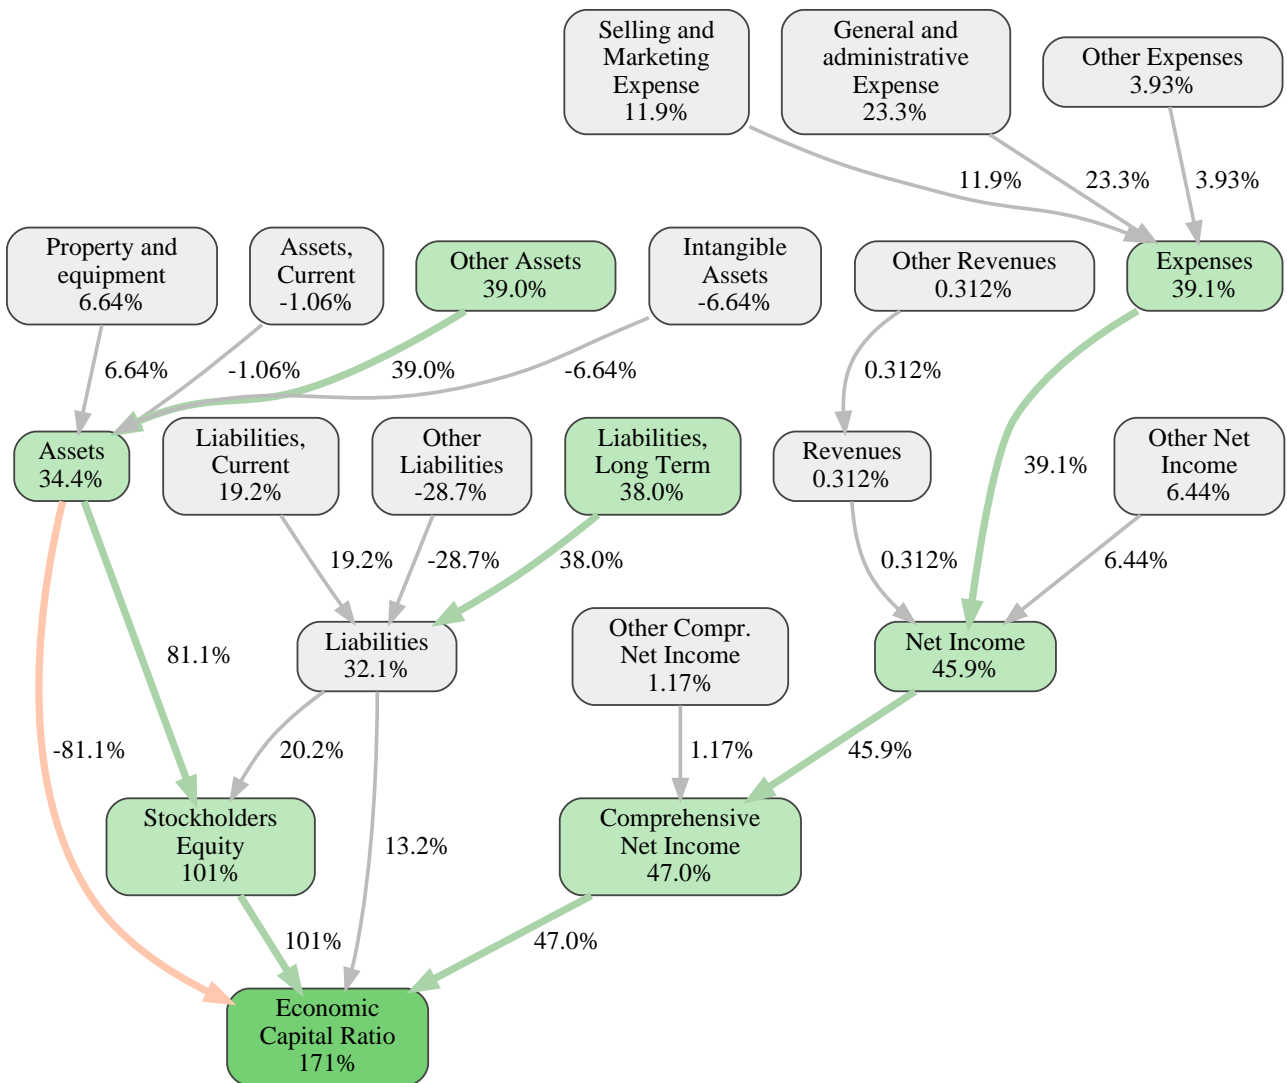 Selling and
Marketing
Expense
11.9%
General and
administrative
Expense
23.3%
Other Expenses
3.93%
11.9%
23.3%
3.93%
Property and
equipment
6.64%
Assets,
Current
-1.06%
Other Assets
39.0%
Intangible
Assets
-6.64%
Other Revenues
0.312%
Expenses
39.1%
6.64%
-1.06%
39.0%
-6.64%
0.312%
Assets
34.4%
Liabilities,
Current
19.2%
Other
Liabilities
-28.7%
Liabilities,
Long Term
38.0%
Revenues
0.312%
39.1%
Other Net
Income
6.44%
19.2%
-28.7%
38.0%
0.312%
6.44%
81.1%
Liabilities
32.1%
Other Compr.
Net Income
1.17%
Net Income
45.9%
-81.1%
20.2%
1.17%
45.9%
Stockholders
Equity
101%
13.2%
Comprehensive
Net Income
47.0%
101%
47.0%
Economic
Capital Ratio
171%